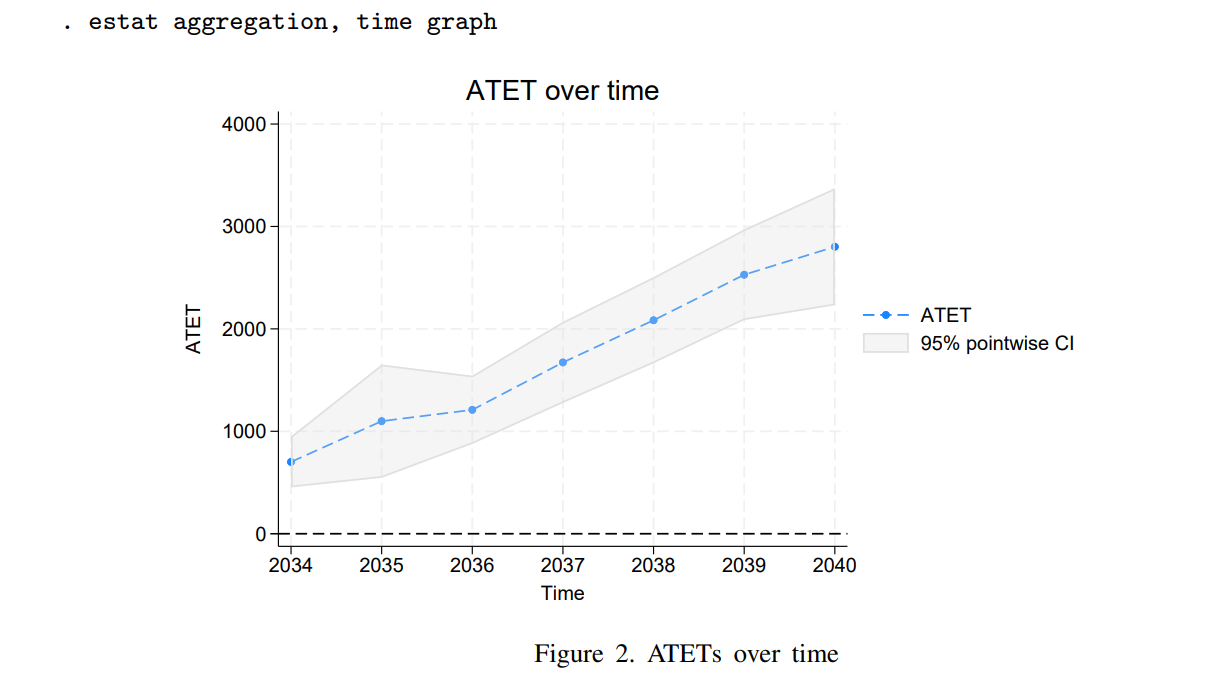 . estat aggregation, time graph
ATET over time
4000
3000
2000
1000
0
ATET
2034 2035 2036 2037 2038 2039 2040
Time
ATET
95% pointwise CI
Figure 2. ATETs over time